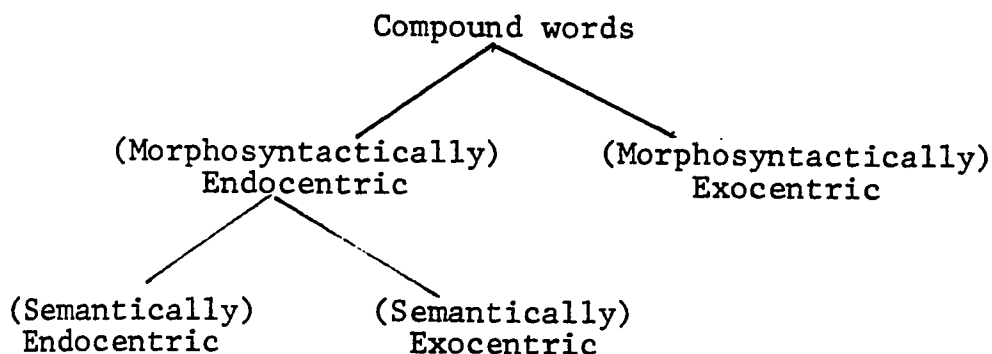 Compound words
(Morphosyntactically) (Morphosyntactically)
Endocentric Exocentric
(Semantically) (Semantically)
Endocentric Exocentric